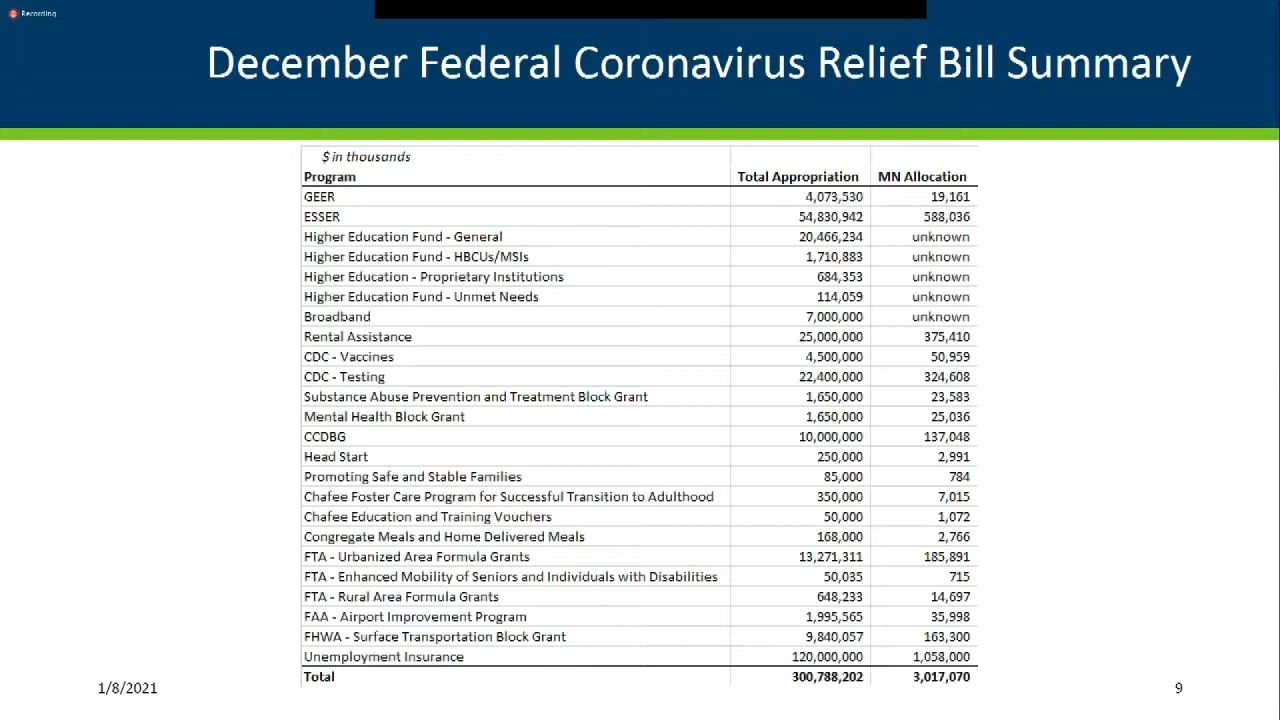 Recording
December Federal Coronavirus Relief Bill Summary
$ in thousands
Program Total Appropriation MN Allocation
GEER 4,073,530 19,161
ESSER 54,830,942 588,036
Higher Education Fund - General 20,466,234 unknown
Higher Education Fund - HBCUs/MSIs 1,710,883 unknown
Higher Education - Proprietary Institutions 684,353 unknown
Higher Education Fund - Unmet Needs 114,059 unknown
Broadband 7,000,000 unknown
Rental Assistance 25,000,000 375,410
CDC - Vaccines 4,500,000 50,959
CDC - Testing 22,400,000 324,608
Substance Abuse Prevention and Treatment Block Grant 1,650,000 23,583
Mental Health Block Grant 1,650,000 25,036
CCDBG 10,000,000 137,048
Head Start 250,000 2,991
Promoting Safe and Stable Families 85,000 784
Chafee Foster Care Program for Successful Transition to Adulthood 350,000 7,015
Chafee Education and Training Vouchers 50,000 1,072
Congregate Meals and Home Delivered Meals 168,000 2,766
FTA - Urbanized Area Formula Grants 13,271,311 185,891
FTA - Enhanced Mobility of Seniors and Individuals with Disabilities 50,035 715
FTA - Rural Area Formula Grants 648,233 14,697
FAA - Airport Improvement Program 1,995,565 35,998
FHWA - Surface Transportation Block Grant 9,840,057 163,300
Unemployment Insurance 120,000,000 1,058,000
Total 300,788,202 3,017,070
1/8/2021 9